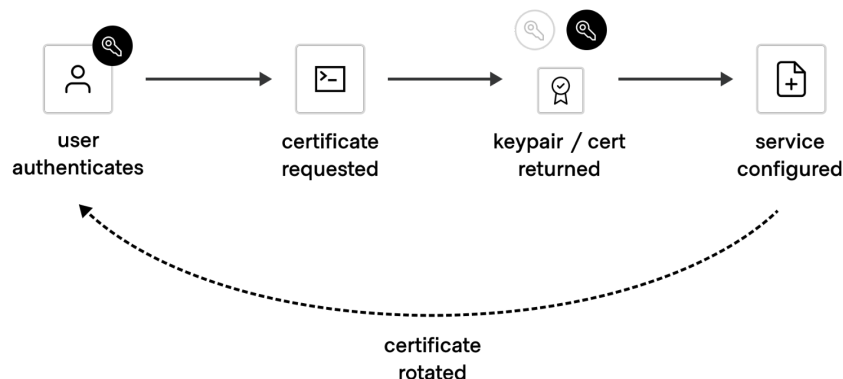 user
authenticates
certificate
requested
keypair / cert
returned
service
configured
certificate
rotated